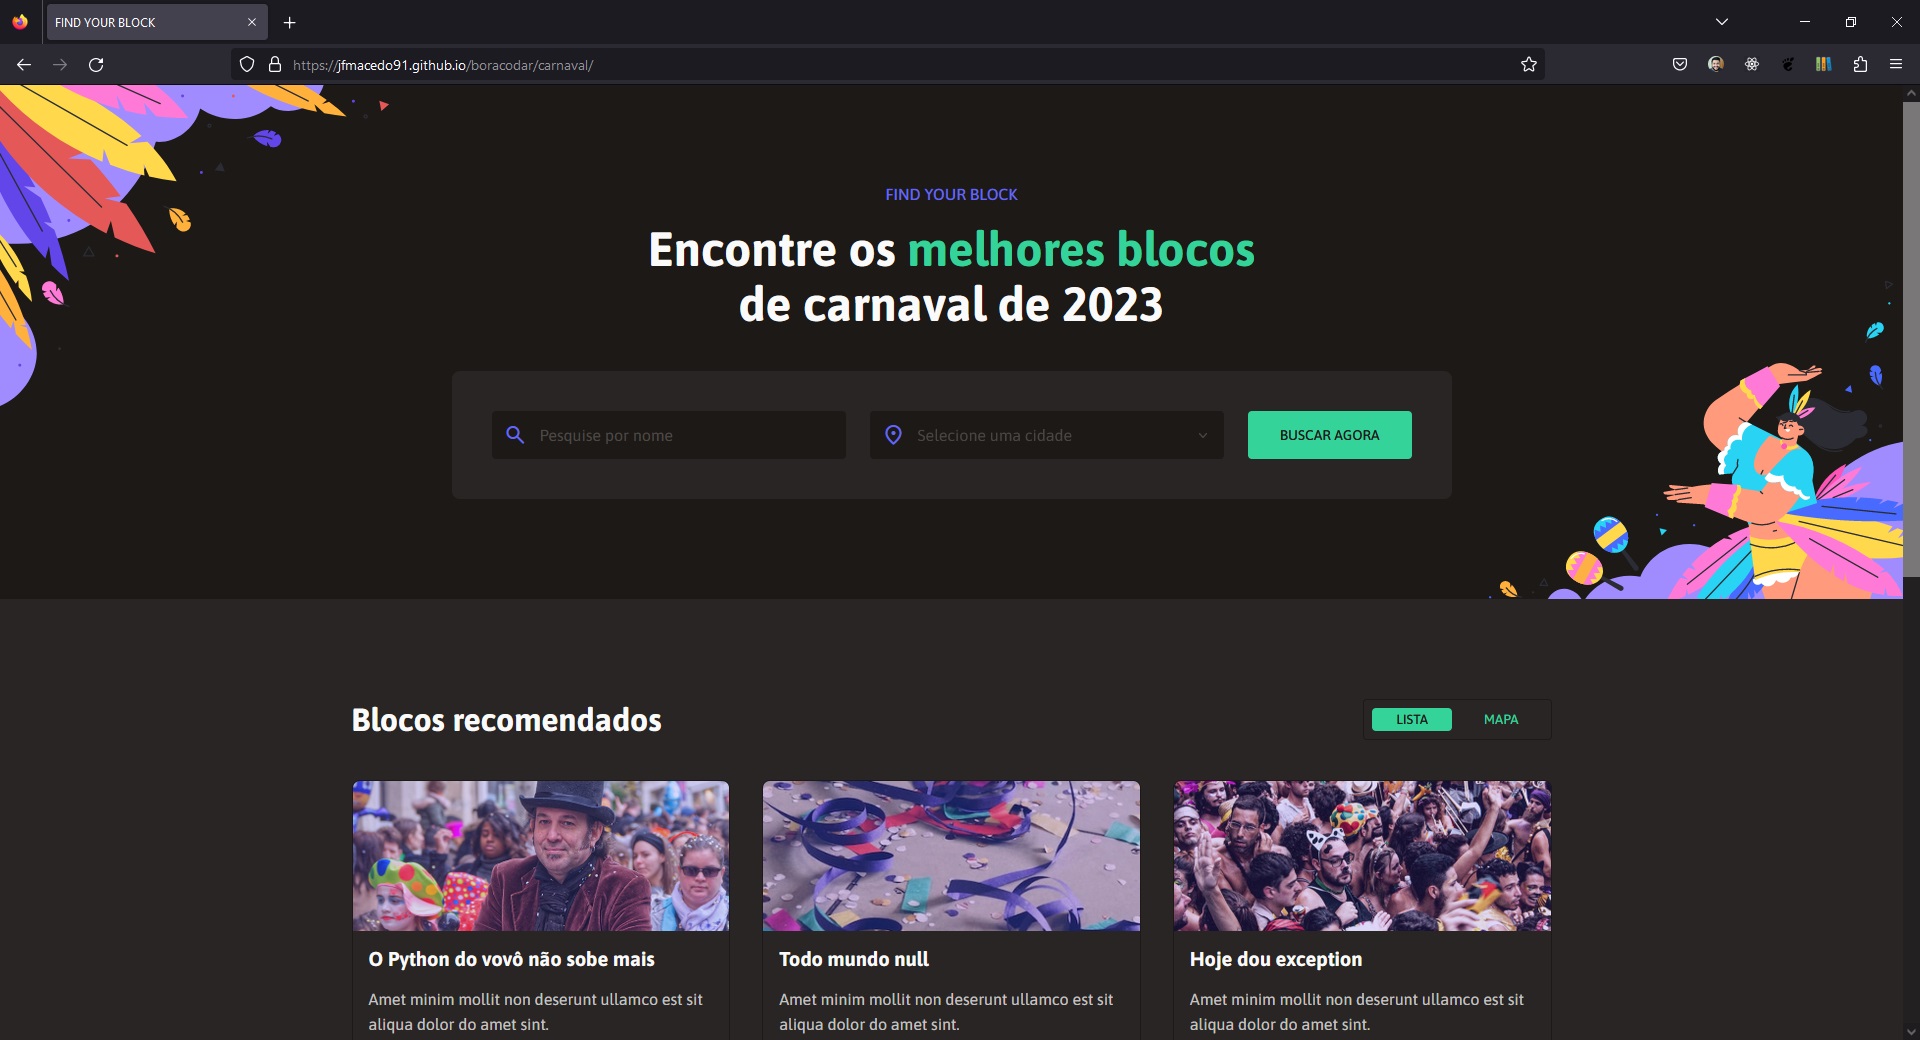 FIND YOUR BLOCK
https://jfmacedo91.github.io/boracodar/carnaval/
FIND YOUR BLOCK
Encontre os melhores blocos
de carnaval de 2023
Pesquise por nome
Selecione uma cidade
BUSCAR AGORA
Blocos recomendados
LISTA
MAPA
O Python do vovô não sobe mais
Amet minim mollit non deserunt ullamco est sit
aliqua dolor do amet sint.
Todo mundo null
Amet minim mollit non deserunt ullamco est sit
aliqua dolor do amet sint.
Hoje dou exception
Amet minim mollit non deserunt ullamco est sit
aliqua dolor do amet sint.